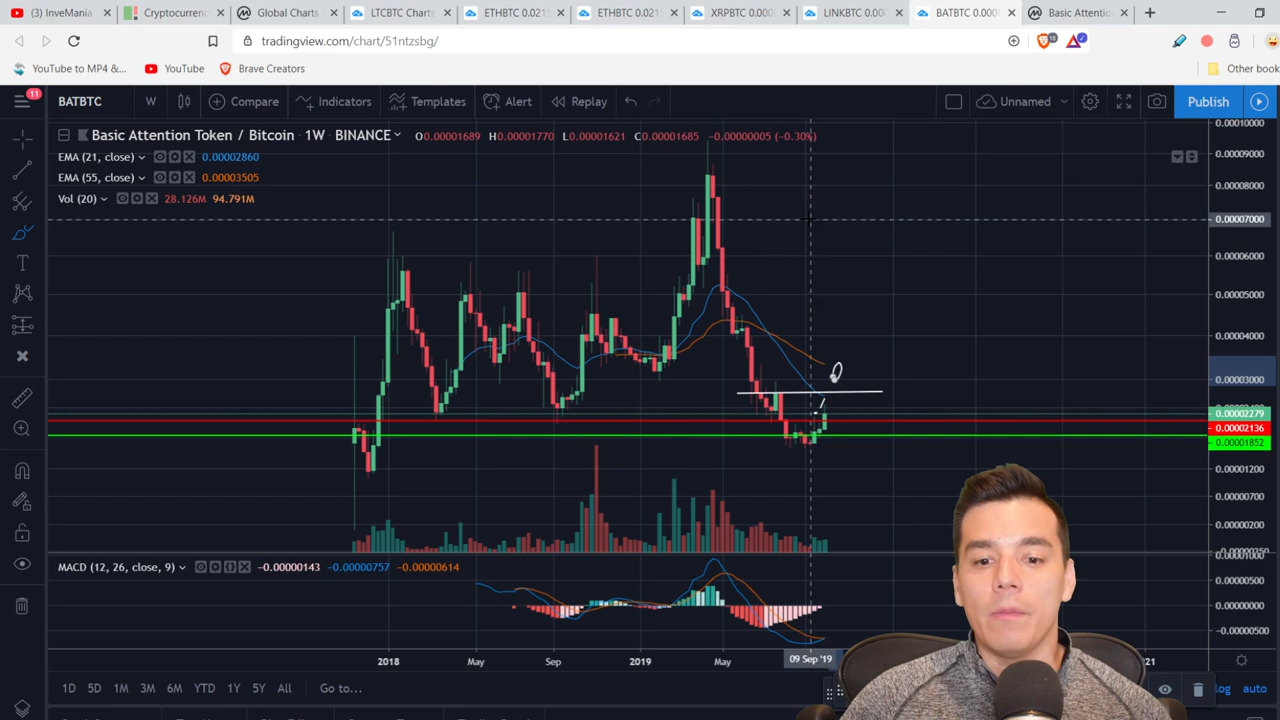 (3) InveMania
Cryptocurrenc
Global Charts
LTCBTC Charts
ETHBTC 0.021
ETHBTC 0.021
XRPBTC 0.000
LINKBTC 0.000
BATBTC 0.000
Basic Attentio
tradingview.com/chart/51ntzsbg/
18
YouTube to MP4 &...
YouTube
Brave Creators
Other book
11
BATBTC
W
Compare
Indicators
Templates
Alert
Replay
Unnamed
Publish
Basic Attention Token / Bitcoin · 1W · BINANCE
O0.00001689 H0.00001770 L0.00001621 C0.00001685 -0.00000005 (-0.30%)
EMA (21, close) 0.00002860
EMA (55, close) 0.00003505
Vol (20) 28.126M 94.791M
0.00010000
0.00009000
0.00008000
0.00007000
0.00006000
0.00005000
0.00004000
0.00003000
0.00002279
0.00002136
0.00001852
0.00001200
0.00000700
0.00000200
MACD (12, 26, close, 9) -0.00000143 -0.00000757 -0.00000614
0.00000500
0.00000000
-0.00000500
2018
May
Sep
2019
May
09 Sep '19
21
1D 5D 1M 3M 6M YTD 1Y 5Y All Go to...
log auto